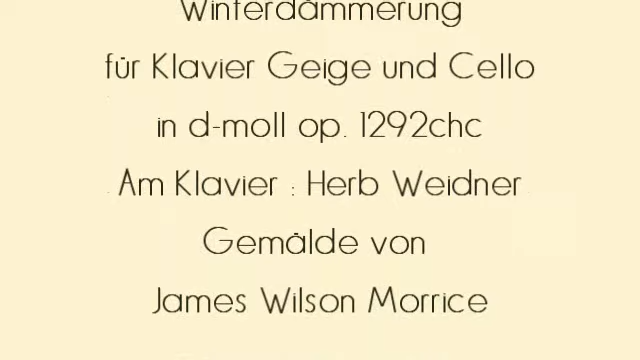 Winterdämmerung
für Klavier Geige und Cello
in d-moll op. 1292chc
Am Klavier : Herb Weidner
Gemälde von
James Wilson Morrice